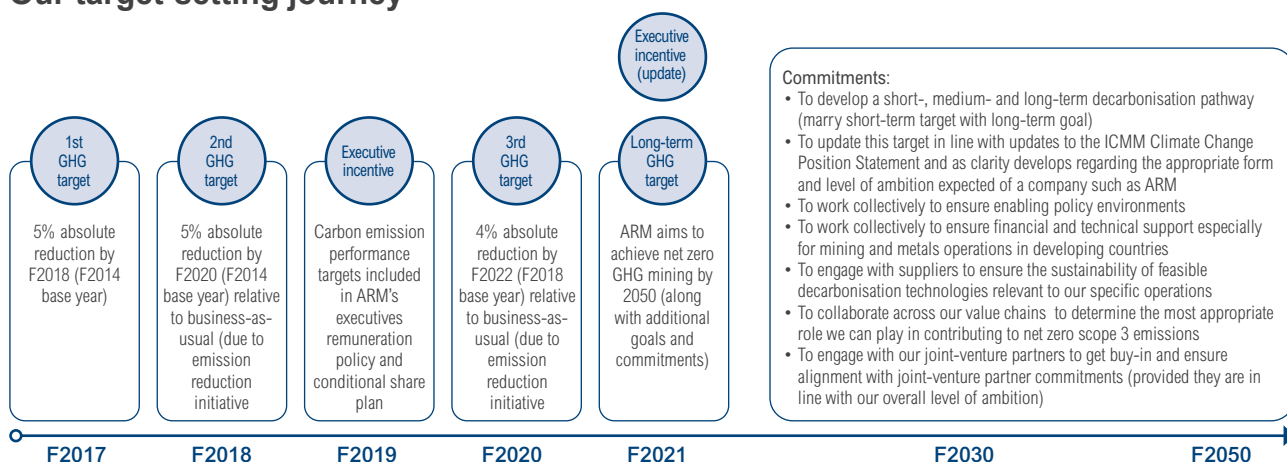 Our target-setting journey
1st
GHG
target
5% absolute
reduction by
F2018 (F2014
base year)
2nd
GHG
target
5% absolute
reduction by
F2020 (F2014
base year) relative
to business-as-
usual (due to
emission
reduction
initiative
Executive
incentive
Carbon emission
performance
targets included
in ARM's
executives
remuneration
policy and
conditional share
plan
3rd
GHG
target
4% absolute
reduction by
F2022 (F2018
base year) relative
to business-as-
usual (due to
emission
reduction
initiative
Executive
incentive
(update)
Long-term
GHG
target
ARM aims to
achieve net zero
GHG mining by
2050 (along
with additional
goals and
commitments)
Commitments:
• To develop a short-, medium- and long-term decarbonisation pathway
(marry short-term target with long-term goal)
• To update this target in line with updates to the ICMM Climate Change
Position Statement and as clarity develops regarding the appropriate form
and level of ambition expected of a company such as ARM
• To work collectively to ensure enabling policy environments
• To work collectively to ensure financial and technical support especially
for mining and metals operations in developing countries
• To engage with suppliers to ensure the sustainability of feasible
decarbonisation technologies relevant to our specific operations
• To collaborate across our value chains to determine the most appropriate
role we can play in contributing to net zero scope 3 emissions
• To engage with our joint-venture partners to get buy-in and ensure
alignment with joint-venture partner commitments (provided they are in
line with our overall level of ambition)
F2017 F2018 F2019 F2020 F2021 F2030 F2050